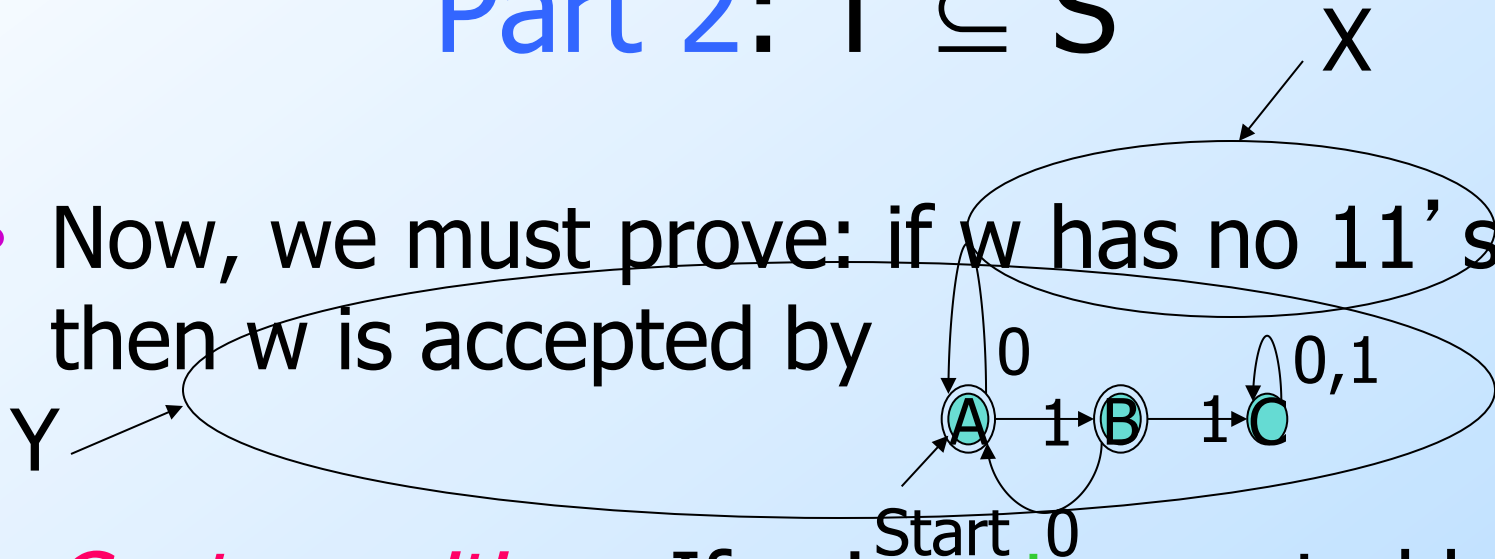 Part 2: T ⊆ S
X
Now, we must prove: if w has no 11's
then w is accepted by
0
0,1
Y
A 1 B 1 C
Start 0
If